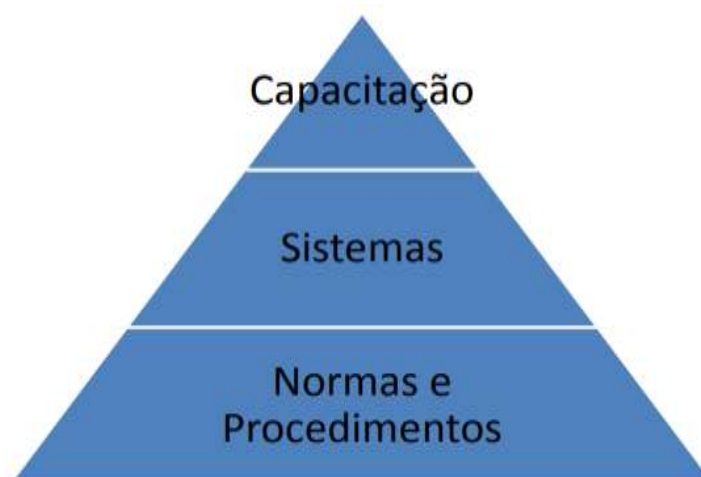 Capacitação
Sistemas
Normas e
Procedimentos